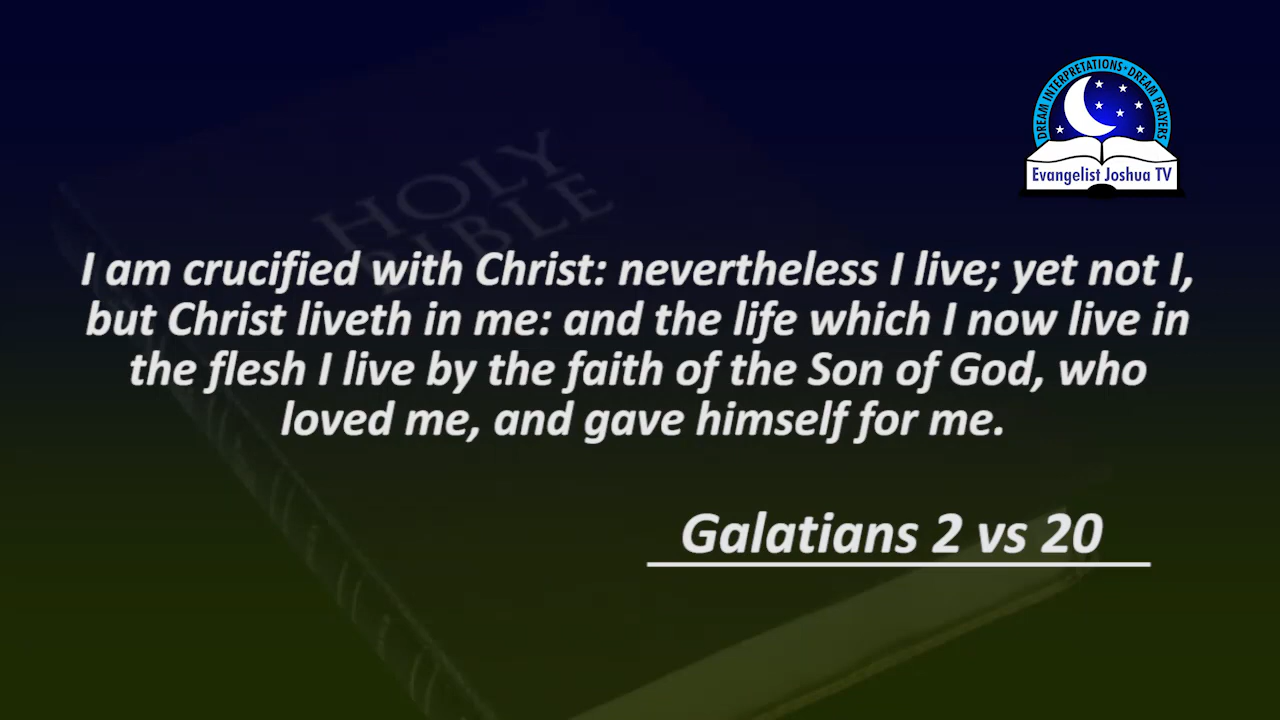 DREAM INTERPRETATIONS • DREAM PRAYERS
Evangelist Joshua TV
HOLY
BIBLE
I am crucified with Christ: nevertheless I live; yet not I,
but Christ liveth in me: and the life which I now live in
the flesh I live by the faith of the Son of God, who
loved me, and gave himself for me.
Galatians 2 vs 20